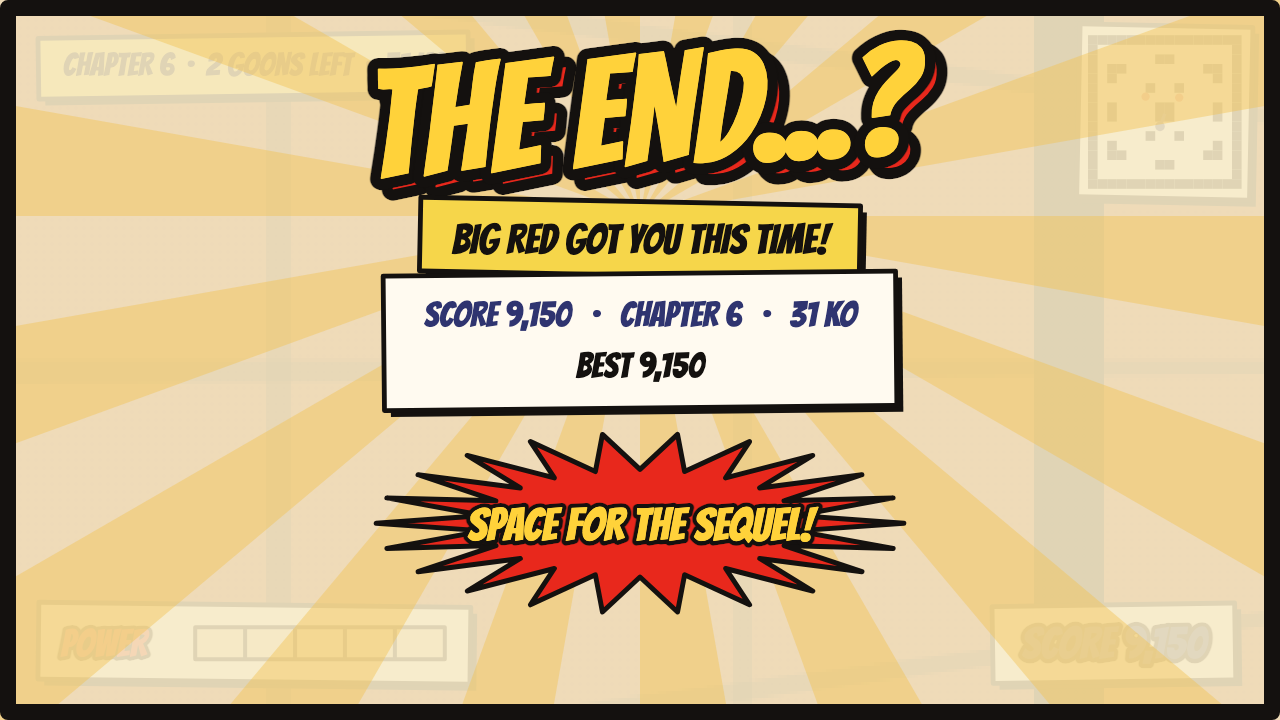 CHAPTER 6 · 2 GOONS LEFT
THE END...?
BIG RED GOT YOU THIS TIME!
SCORE 9,150 · CHAPTER 6 · 31 KO
BEST 9,150
SPACE FOR THE SEQUEL!
POWER
SCORE 9,150